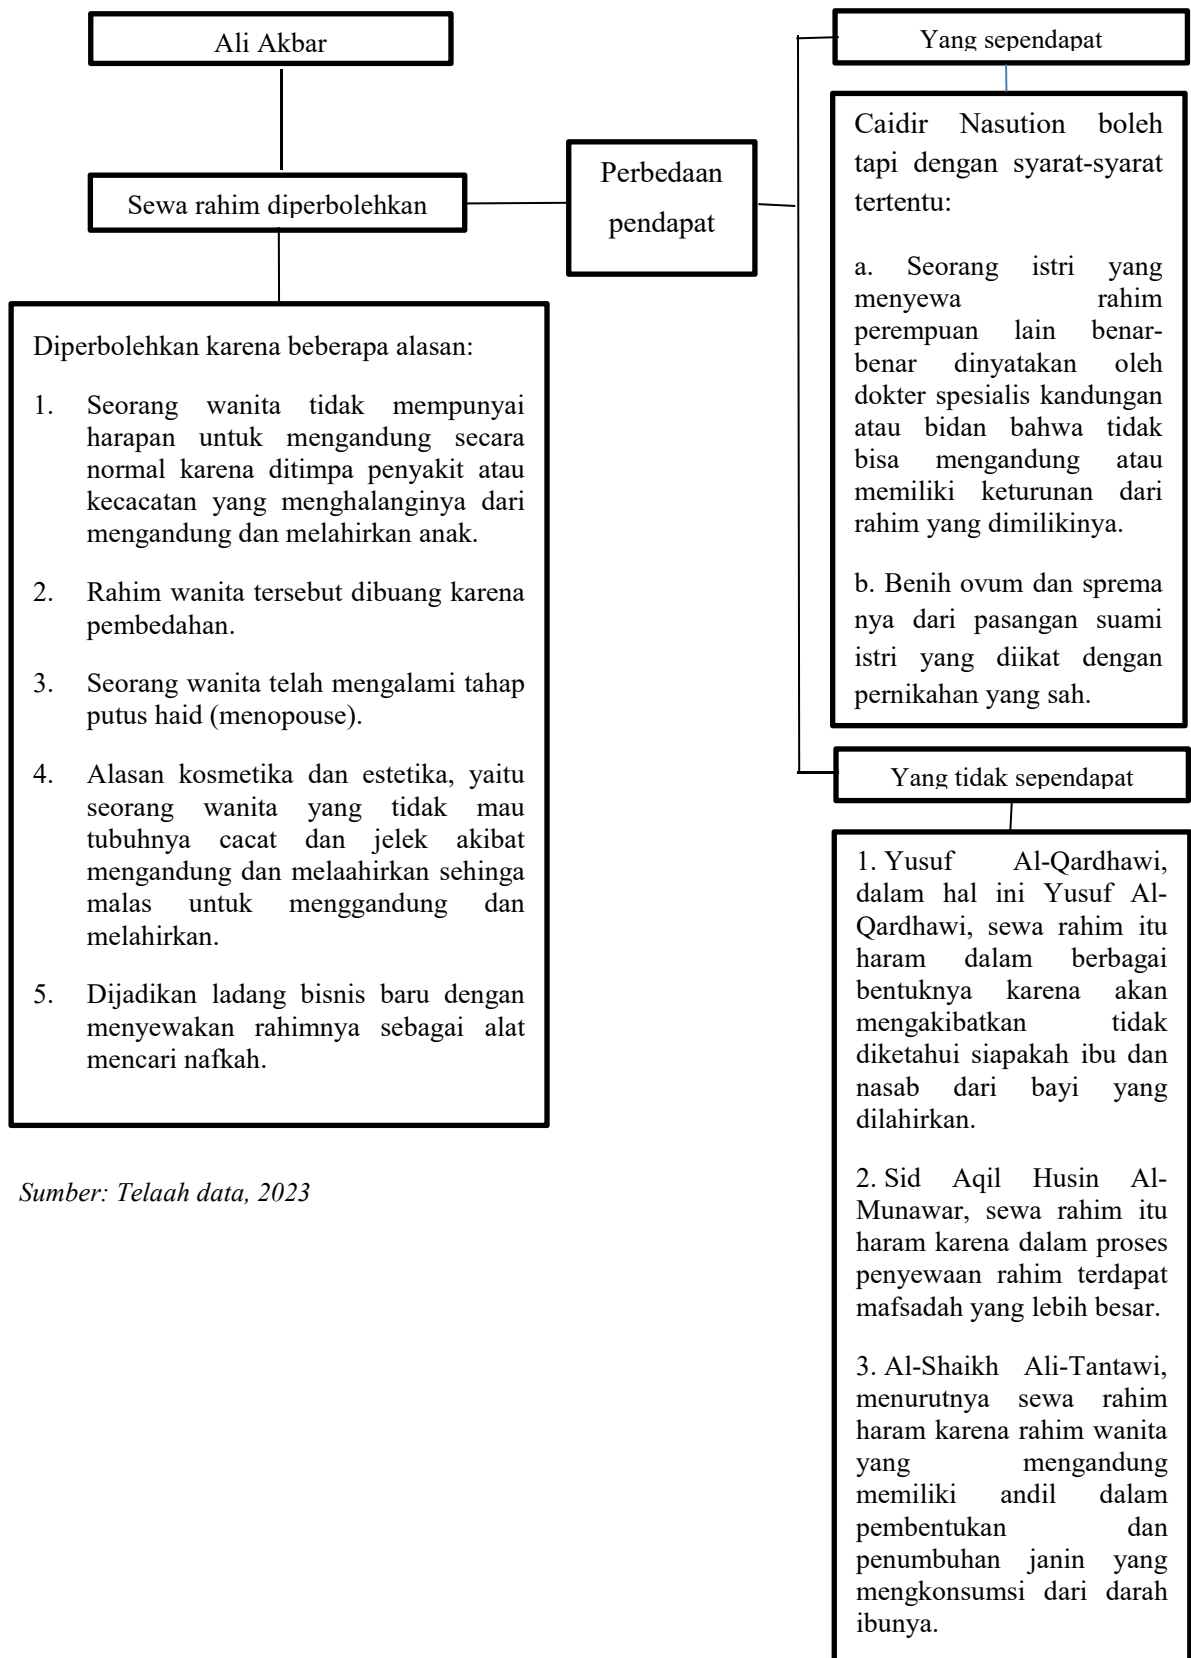 Ali Akbar
Sewa rahim diperbolehkan
Diperbolehkan karena beberapa alasan:
1. Seorang wanita tidak mempunyai
harapan untuk mengandung secara
normal karena ditimpa penyakit atau
kecacatan yang menghalanginya dari
mengandung dan melahirkan anak.
2. Rahim wanita tersebut dibuang karena
pembedahan.
3. Seorang wanita telah mengalami tahap
putus haid (menopouse).
4. Alasan kosmetika dan estetika, yaitu
seorang wanita yang tidak mau
tubuhnya cacat dan jelek akibat
mengandung dan melaahirkan sehinga
malas untuk menggandung dan
melahirkan.
5. Dijadikan ladang bisnis baru dengan
menyewakan rahimnya sebagai alat
mencari nafkah.
Sumber: Telaah data, 2023
Perbedaan
pendapat
Yang sependapat
Caidir Nasution boleh
tapi dengan syarat-syarat
tertentu:
a. Seorang istri yang
menyewa rahim
perempuan lain benar-
benar dinyatakan oleh
dokter spesialis kandungan
atau bidan bahwa tidak
bisa mengandung atau
memiliki keturunan dari
rahim yang dimilikinya.
b. Benih ovum dan sprema
nya dari pasangan suami
istri yang diikat dengan
pernikahan yang sah.
Yang tidak sependapat
1. Yusuf Al-Qardhawi,
dalam hal ini Yusuf Al-
Qardhawi, sewa rahim itu
haram dalam berbagai
bentuknya karena akan
mengakibatkan tidak
diketahui siapakah ibu dan
nasab dari bayi yang
dilahirkan.
2. Sid Aqil Husin Al-
Munawar, sewa rahim itu
haram karena dalam proses
penyewaan rahim terdapat
mafsadah yang lebih besar.
3. Al-Shaikh Ali-Tantawi,
menurutnya sewa rahim
haram karena rahim wanita
yang mengandung
memiliki andil dalam
pembentukan dan
penumbuhan janin yang
mengkonsumsi dari darah
ibunya.